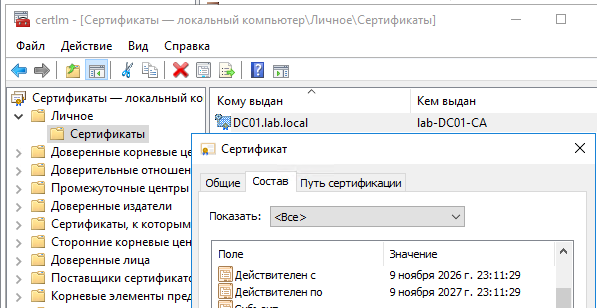 certlm - [Сертификаты — локальный компьютер\Личное\Сертификаты]
Файл Действие Вид Справка
Сертификаты — локальный ко
Личное
Сертификаты
Доверенные корневые це
Доверительные отношен
Промежуточные центры
Доверенные издатели
Сертификаты, к которым
Сторонние корневые цен
Доверенные лица
Поставщики сертификато
Корневые элементы пред
Кому выдан Кем выдан
DC01.lab.local lab-DC01-CA
Сертификат
Общие Состав Путь сертификации
Показать: <Все>
Поле Значение
Действителен с 9 ноября 2026 г. 23:11:29
Действителен по 9 ноября 2027 г. 23:11:29